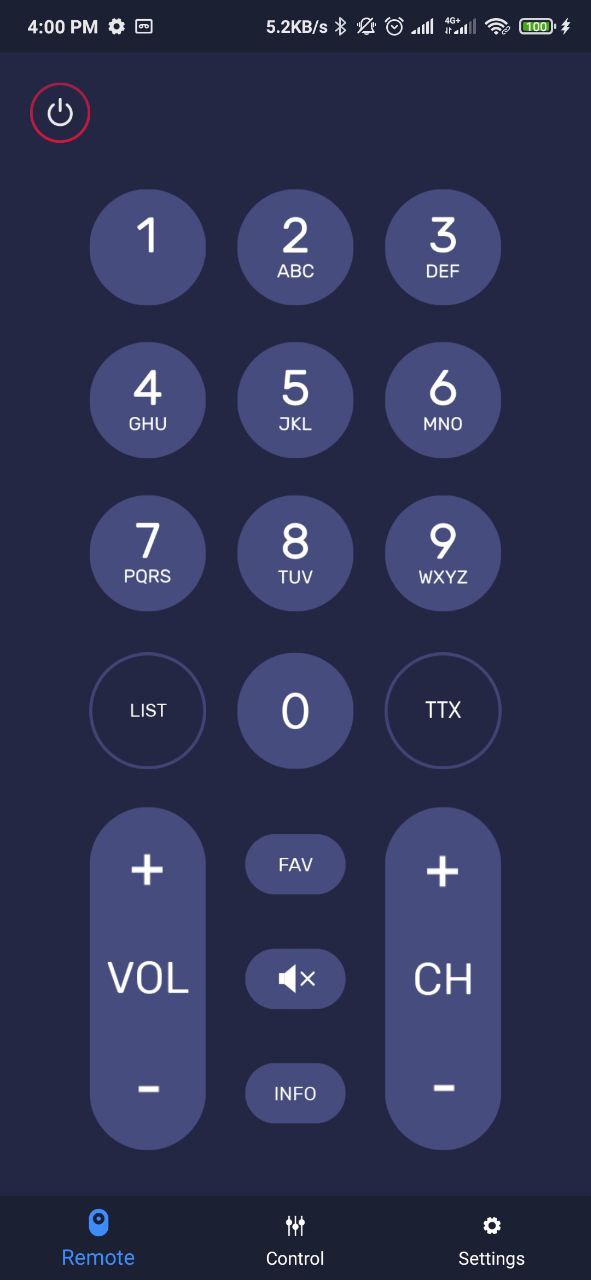 4:00 PM 5.2KB/s 4G+ 100
1 2 3
ABC DEF
4 5 6
GHU JKL MNO
7 8 9
PQRS TUV WXYZ
LIST 0 TTX
+ FAV +
VOL CH
- INFO -
Remote Control Settings